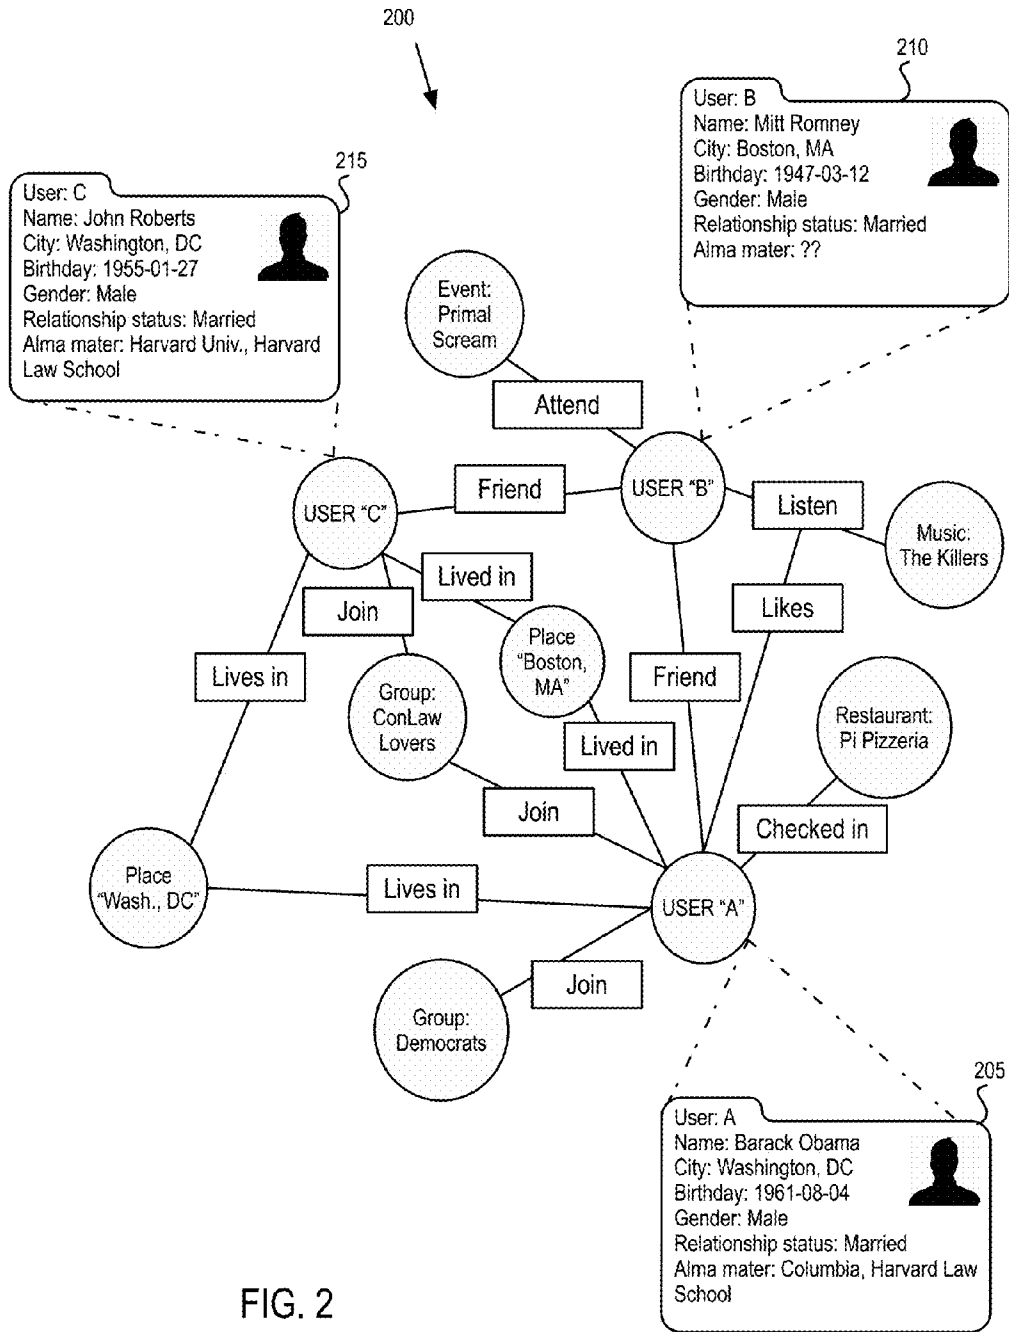 200
210
User: B
Name: Mitt Romney
City: Boston, MA
Birthday: 1947-03-12
Gender: Male
Relationship status: Married
Alma mater: ??
215
User: C
Name: John Roberts
City: Washington, DC
Birthday: 1955-01-27
Gender: Male
Relationship status: Married
Alma mater: Harvard Univ., Harvard
Law School
Event:
Primal
Scream
Attend
USER "B"
Friend
USER "C"
Listen
Music:
The Killers
Lived in
Join
Likes
Place
"Boston,
MA"
Lives in
Friend
Group:
ConLaw
Lovers
Restaurant:
Pi Pizzeria
Lived in
Join
Checked in
Place
"Wash., DC"
Lives in
USER "A"
Join
Group:
Democrats
205
User: A
Name: Barack Obama
City: Washington, DC
Birthday: 1961-08-04
Gender: Male
Relationship status: Married
Alma mater: Columbia, Harvard Law
School
FIG. 2